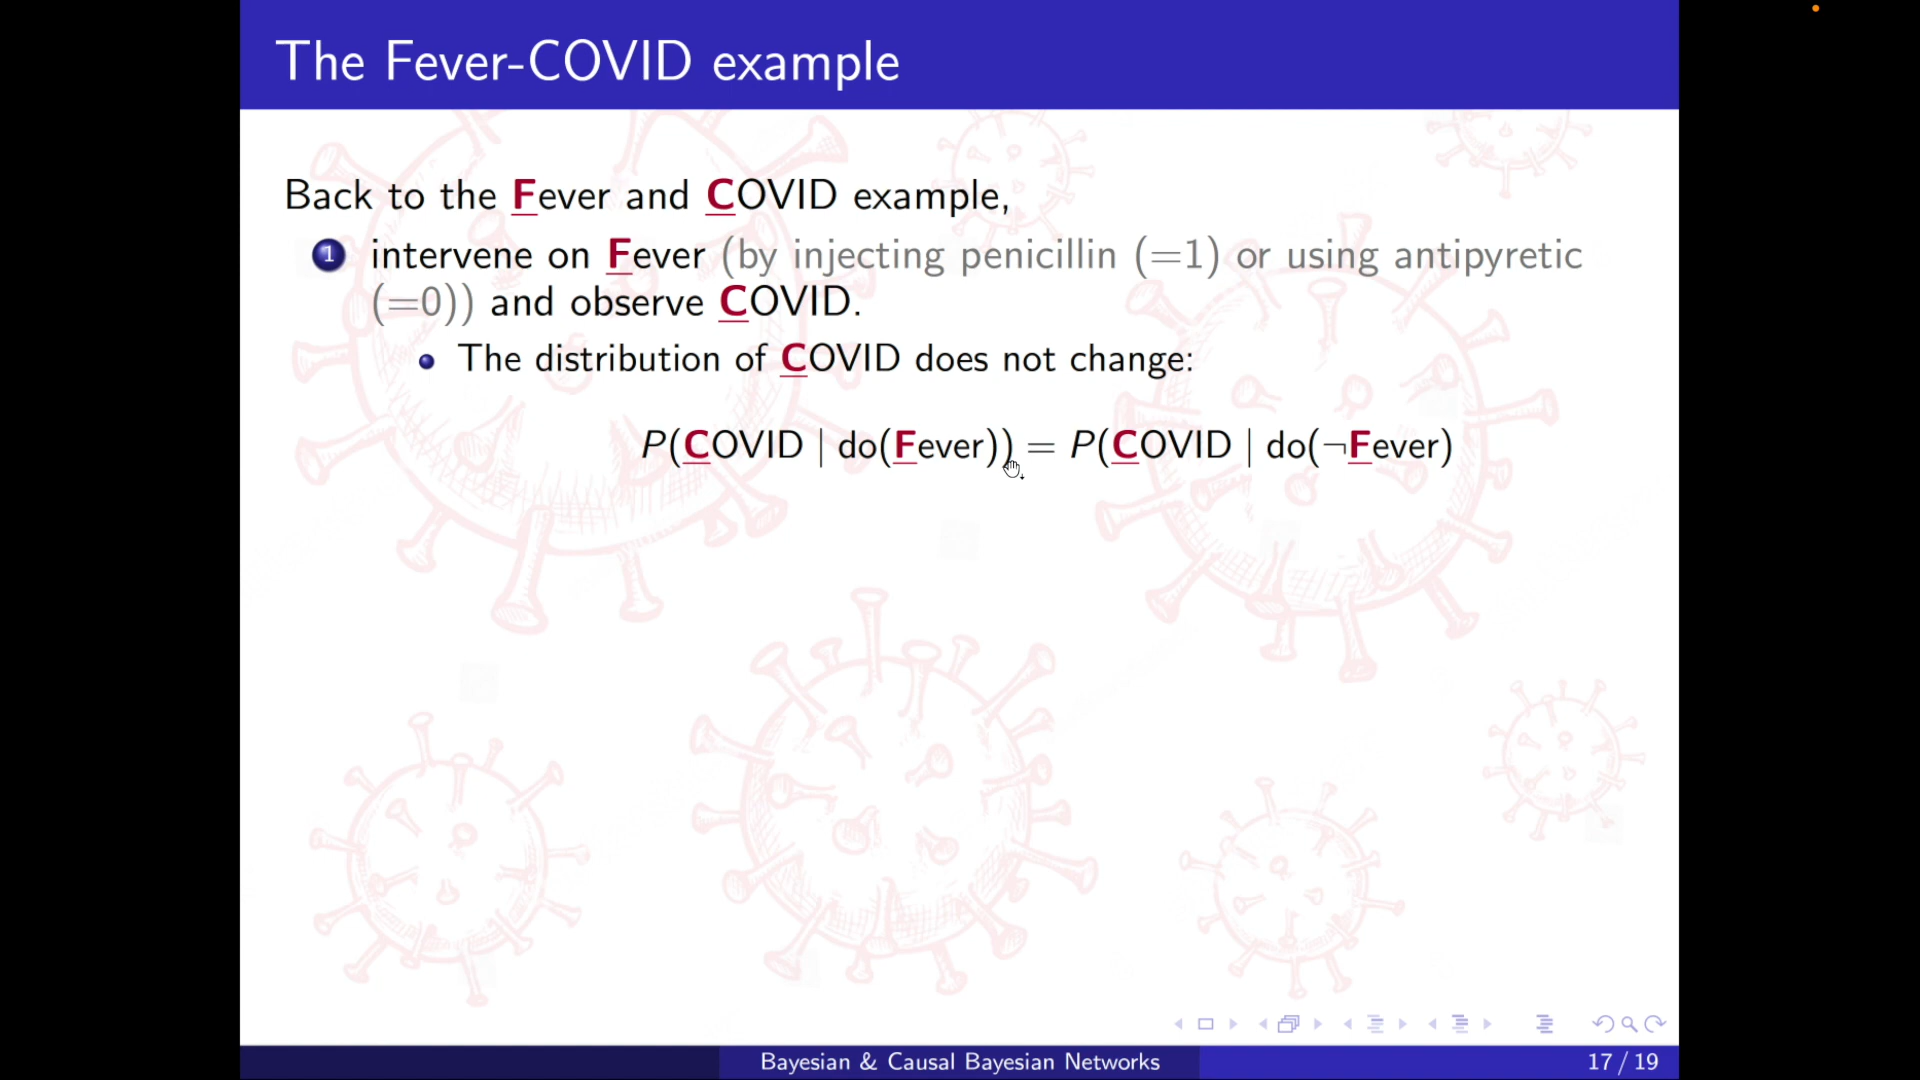 The Fever-COVID example
Back to the Fever and COVID example,
1 intervene on Fever (by injecting penicillin (=1) or using antipyretic
(=0)) and observe COVID.
• The distribution of COVID does not change:
P(COVID | do(Fever)) = P(COVID | do(¬Fever)
Bayesian & Causal Bayesian Networks
17 / 19